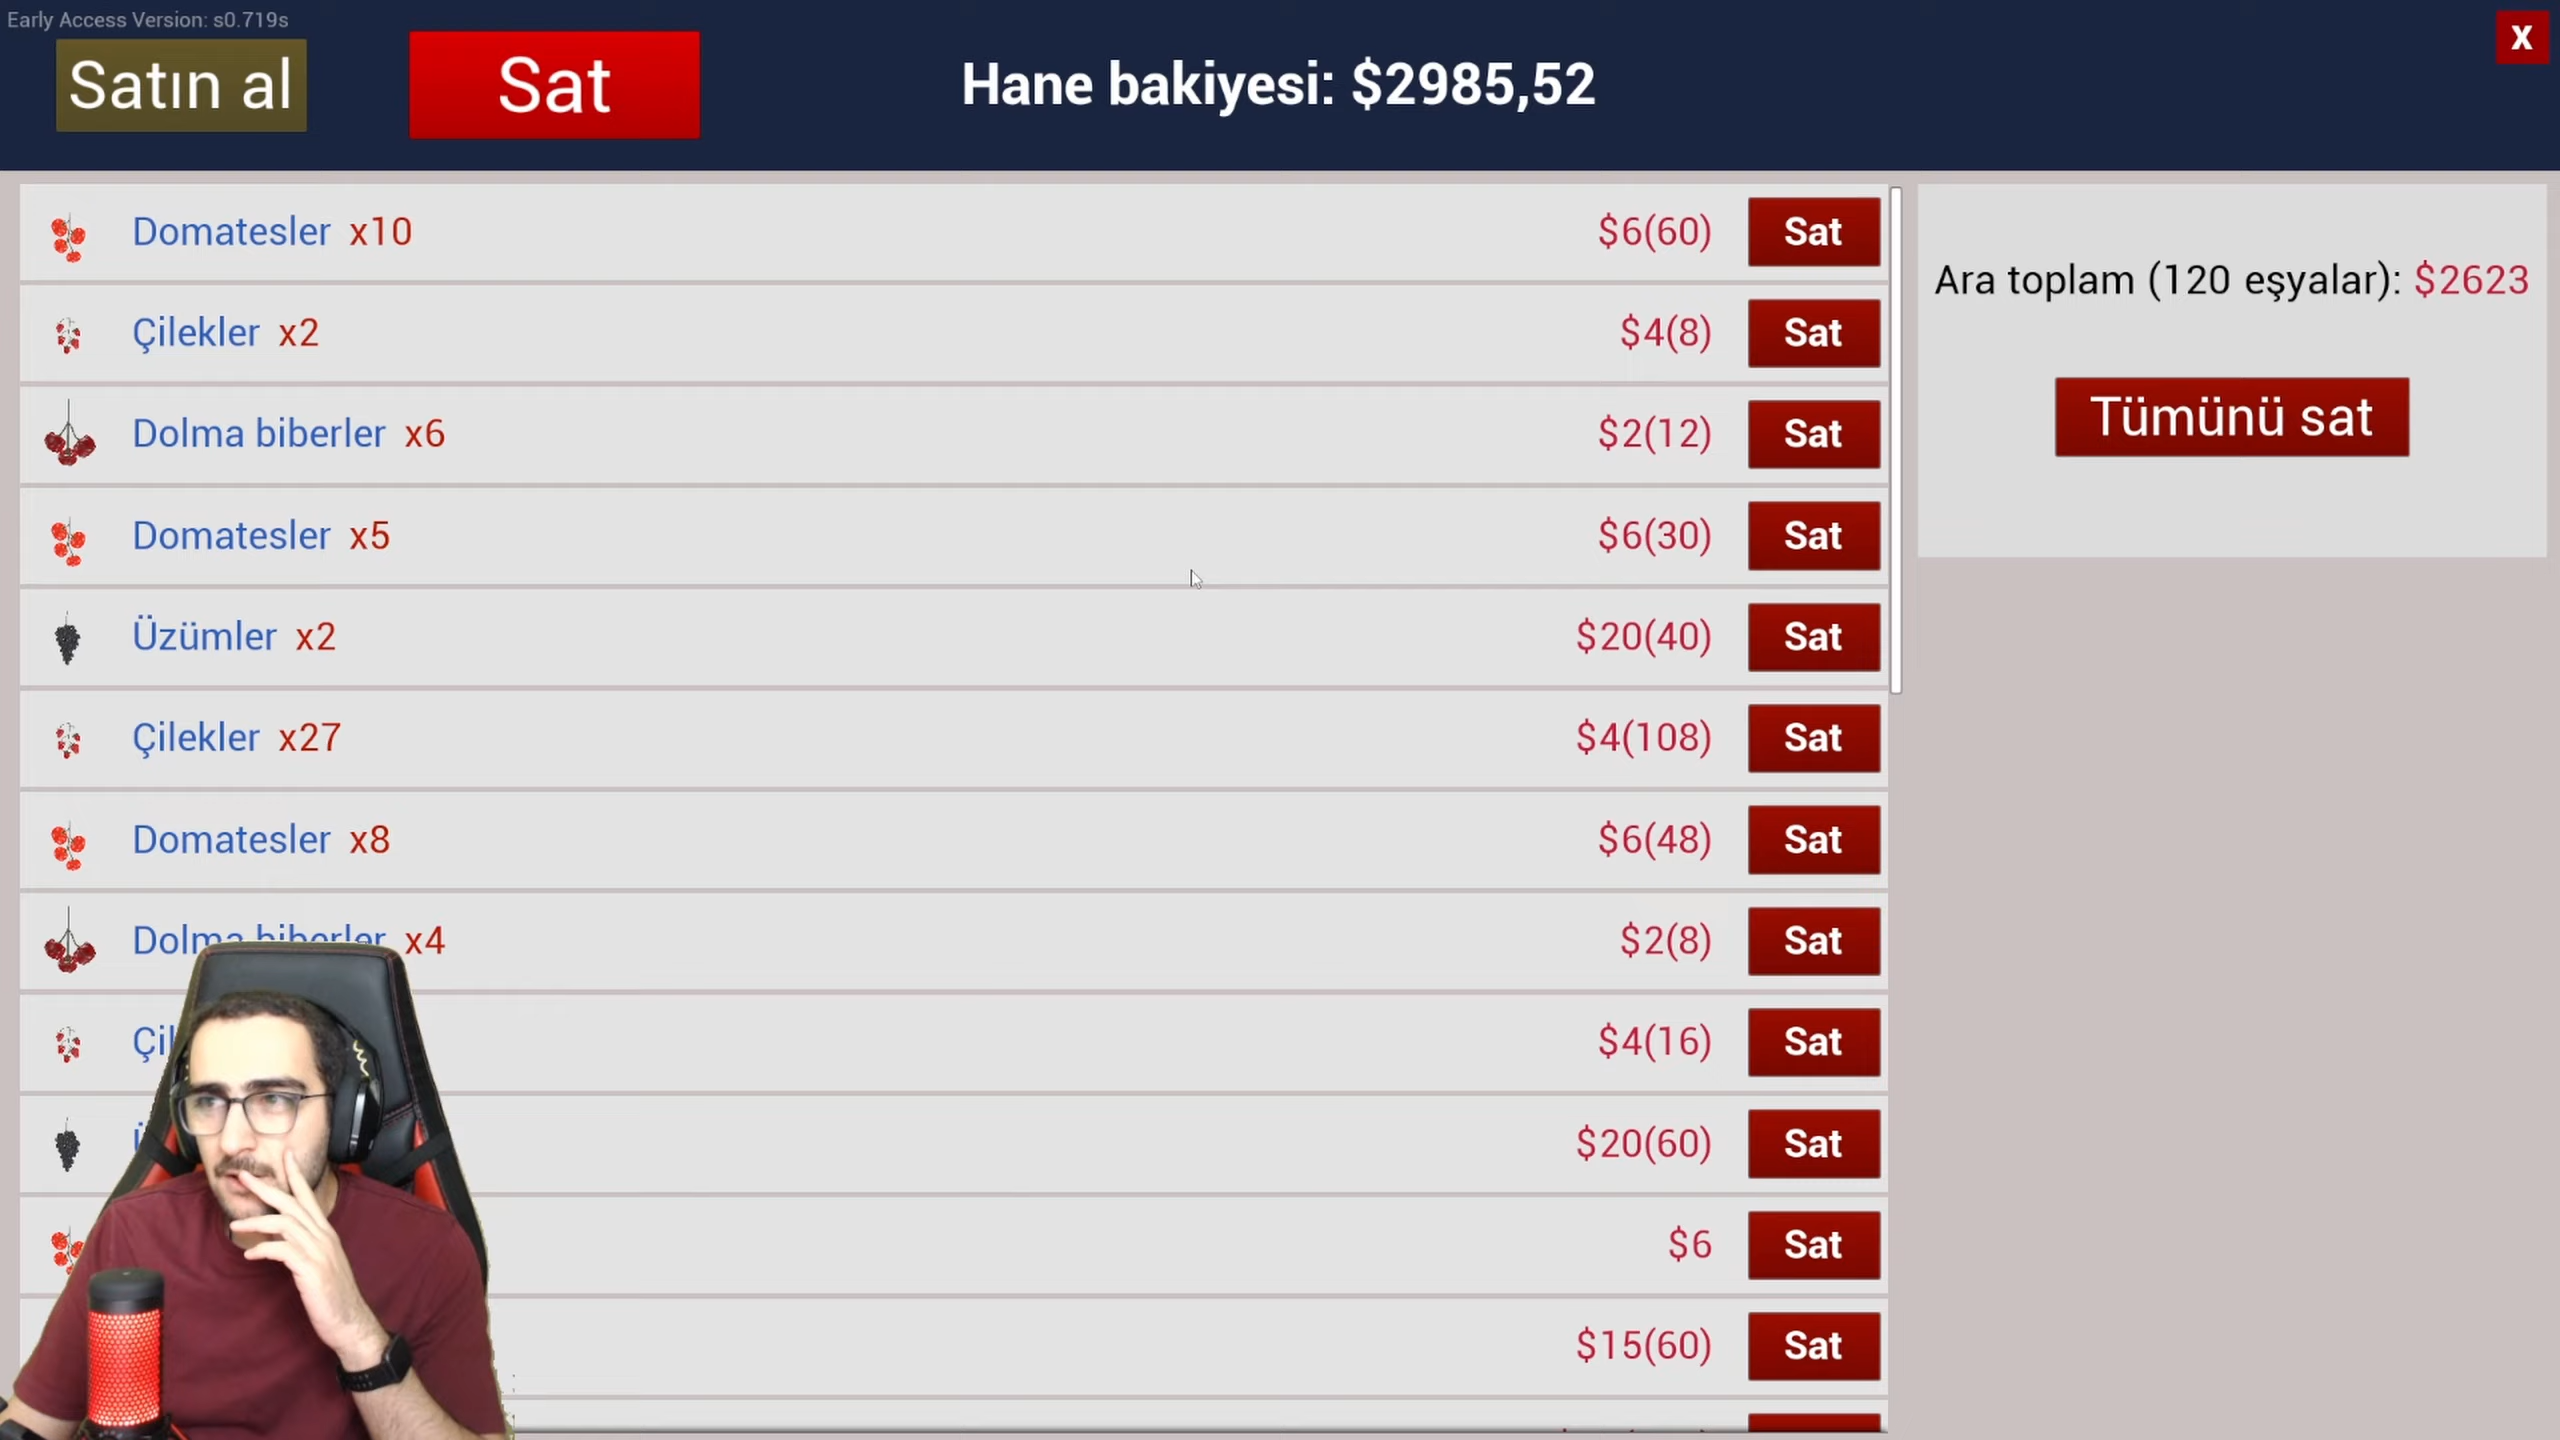 Early Access Version: s0.719s
Satın al
Sat
Hane bakiyesi: $2985,52
X
Domatesler x10 $6(60) Sat
Çilekler x2 $4(8) Sat
Dolma biberler x6 $2(12) Sat
Domatesler x5 $6(30) Sat
Üzümler x2 $20(40) Sat
Çilekler x27 $4(108) Sat
Domatesler x8 $6(48) Sat
Dolma biberler x4 $2(8) Sat
$4(16) Sat
$20(60) Sat
$6 Sat
$15(60) Sat
Ara toplam (120 eşyalar): $2623
Tümünü sat